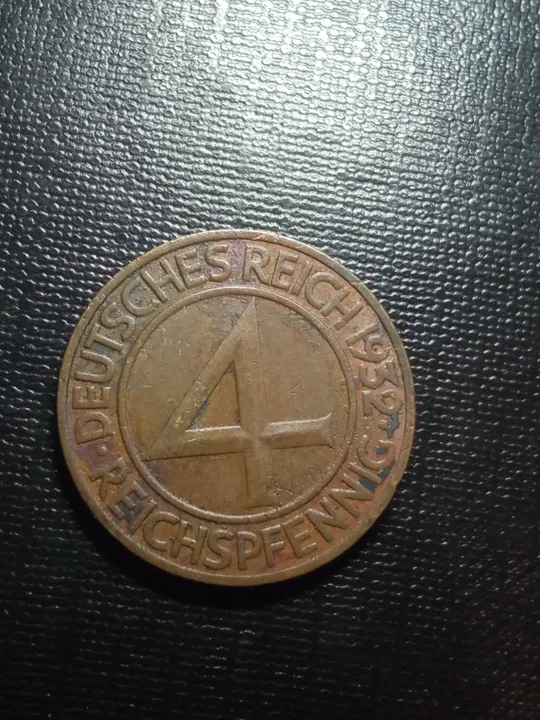 DEUTSCHES REICH 1932
4
REICHSPFENNIG
A